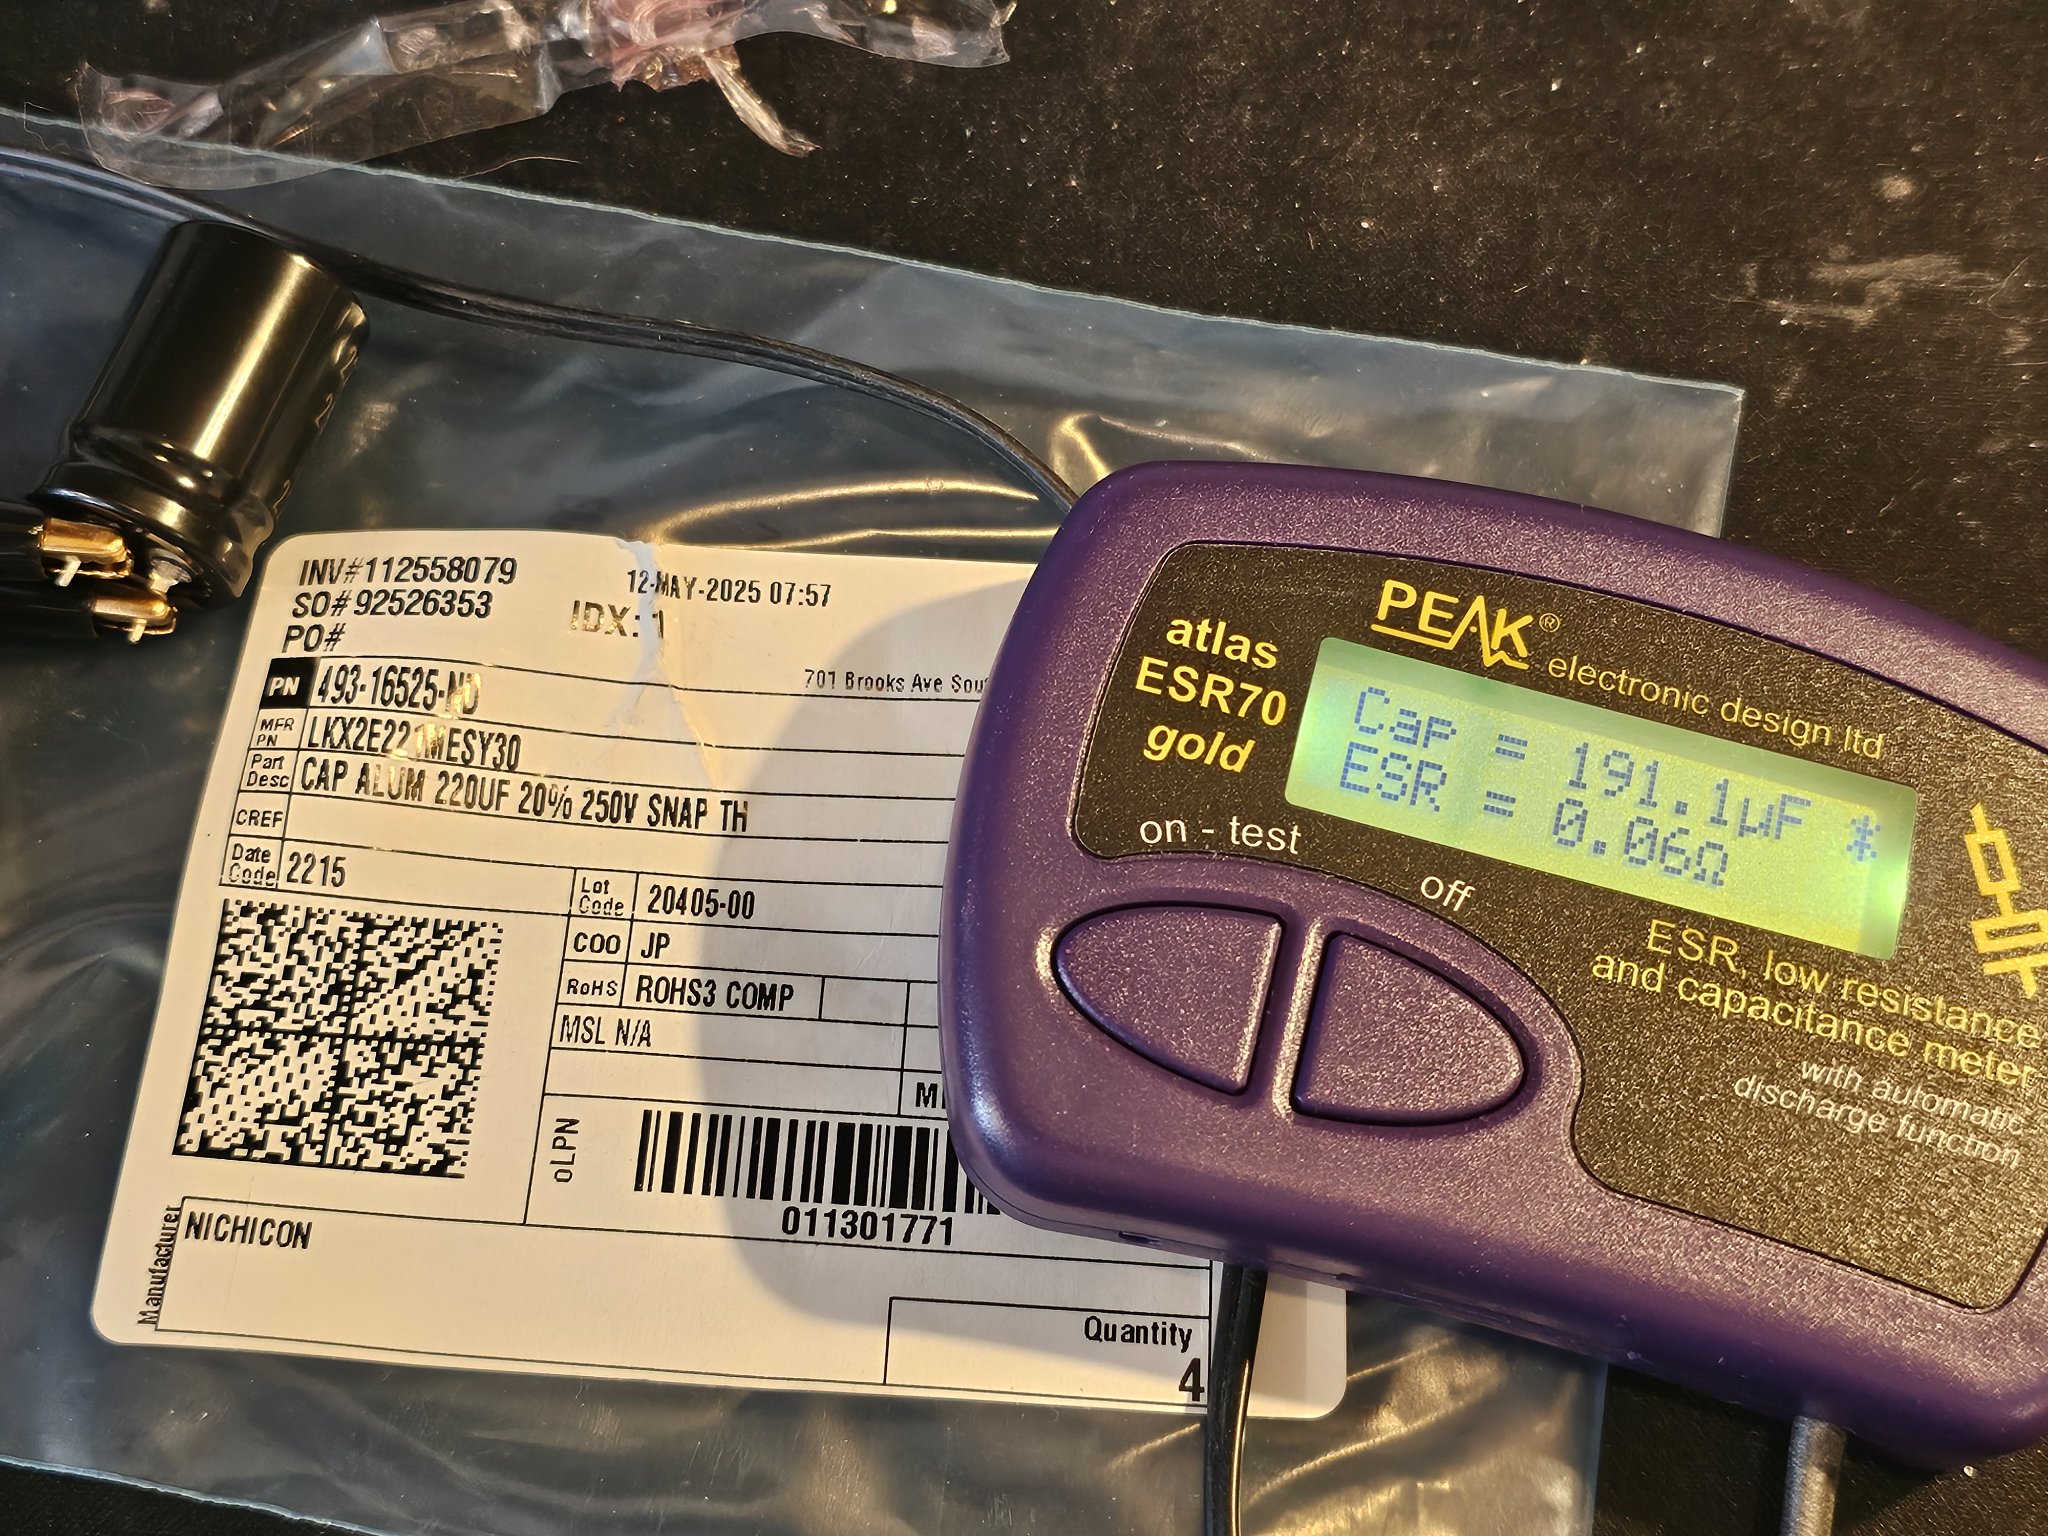 INV#112558079
12-MAY-2025 07:57
SO#92526353
IDX:1
PO#
701 Brooks Ave
PN 493-16525-ND
MFR PN LKX2E221MESY30
Part Desc CAP ALUM 220UF 20% 250V SNAP TH
CREF
Date Code 2215
Lot Code 20405-00
COO JP
RoHS ROHS3 COMP
MSL N/A
oLPN
011301771
Manufacturer NICHICON
Quantity
4
PEAK®
electronic design ltd
atlas
ESR70
gold
Cap = 191.1µF *
ESR = 0.06Ω
on - test
off
ESR, low resistance
and capacitance meter
with automatic
discharge function